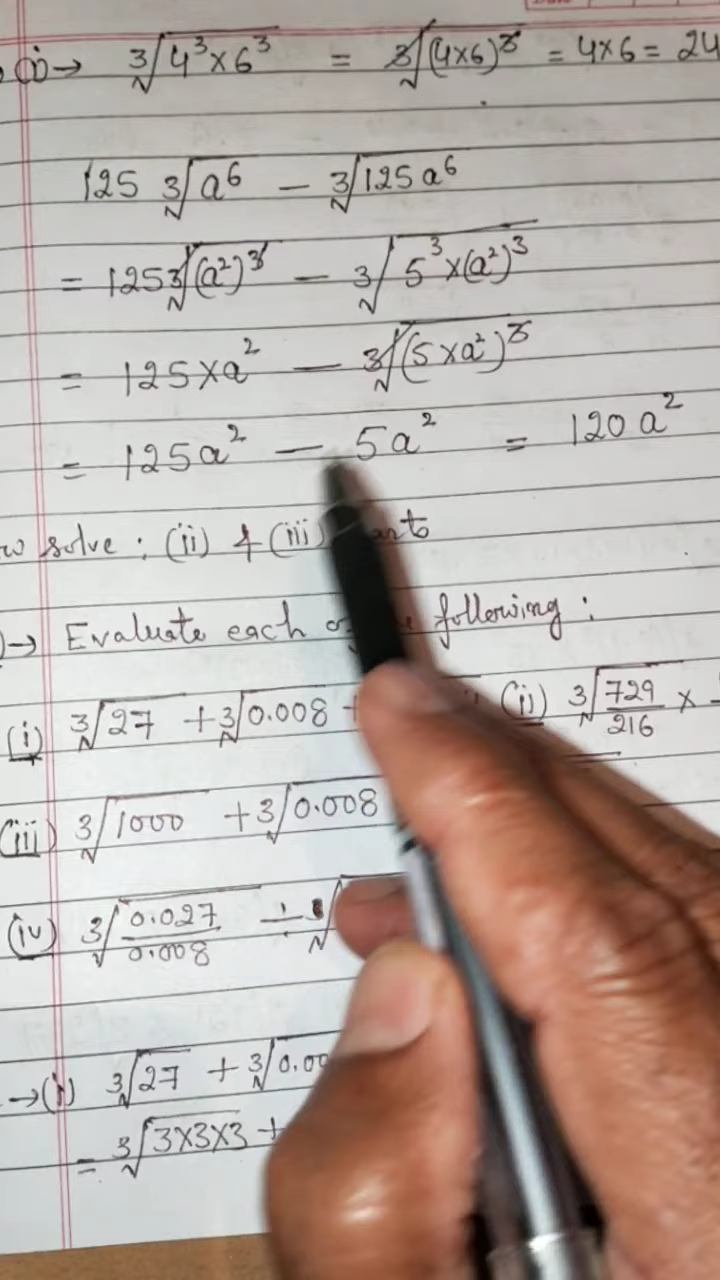 (i) → ∛4³×6³ = ∛(4×6)³ = 4×6 = 24
125 ∛a⁶ − ∛125a⁶
= 125∛(a²)³ − ∛5³×(a²)³
= 125×a² − ∛(5×a²)³
= 125a² − 5a² = 120a²
solve : (ii) & (iii)
→ Evaluate each following :
(i) ∛27 + ∛0.008 + (ii) ∛729/216 ×
(iii) ∛1000 + ∛0.008
(iv) ∛0.027/0.008 ÷ √
→ (i) ∛27 + ∛0.00
= ∛3×3×3 +